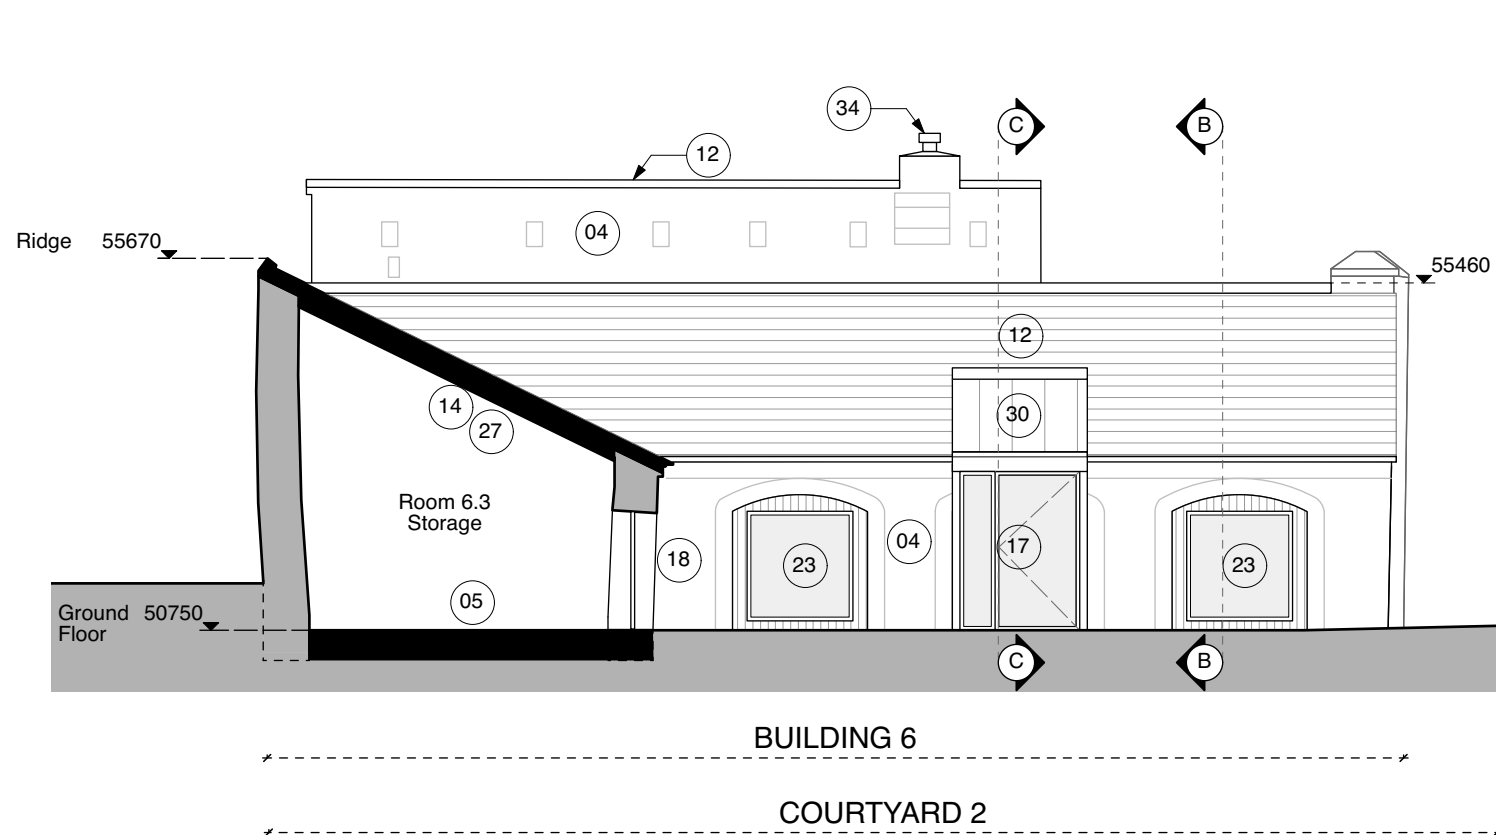 34
C
B
12
04
Ridge 55670
55460
12
14
30
27
Room 6.3
Storage
18
23
04
17
23
05
Ground 50750
Floor
C
B
BUILDING 6
COURTYARD 2